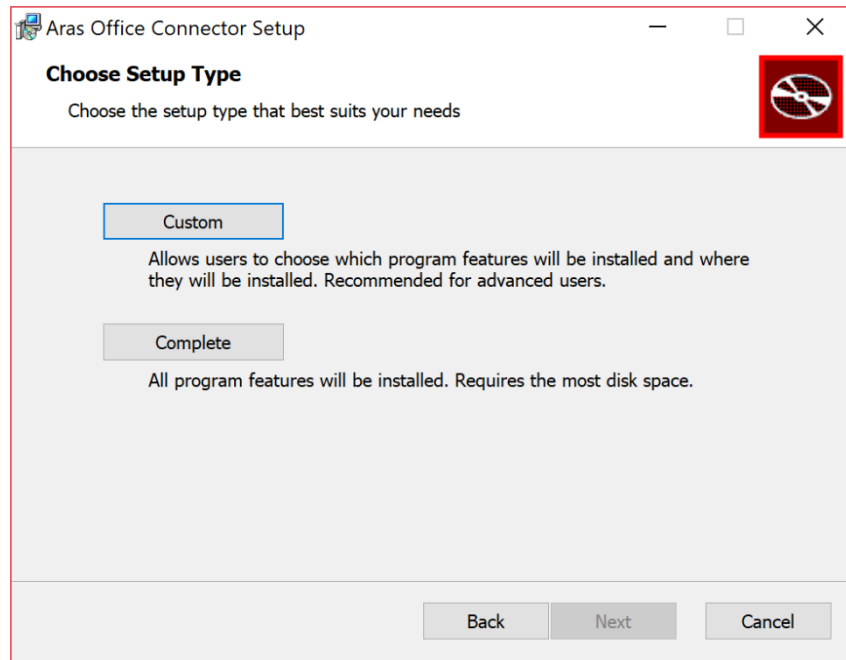 Aras Office Connector Setup
Choose Setup Type
Choose the setup type that best suits your needs
Custom
Allows users to choose which program features will be installed and where
they will be installed. Recommended for advanced users.
Complete
All program features will be installed. Requires the most disk space.
Back Next Cancel